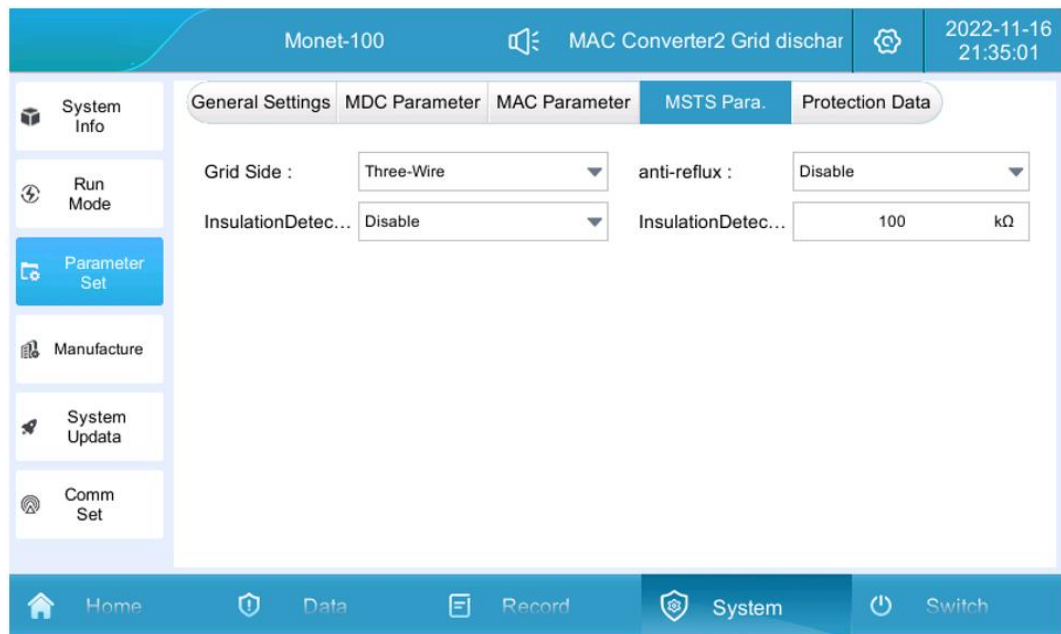 Monet-100
MAC Converter2 Grid dischar
2022-11-16
21:35:01
System
Info
Run
Mode
Parameter
Set
Manufacture
System
Updata
Comm
Set
General Settings
MDC Parameter
MAC Parameter
MSTS Para.
Protection Data
Grid Side :
Three-Wire
anti-reflux :
Disable
InsulationDetec...
Disable
InsulationDetec...
100
kΩ
Home
Data
Record
System
Switch